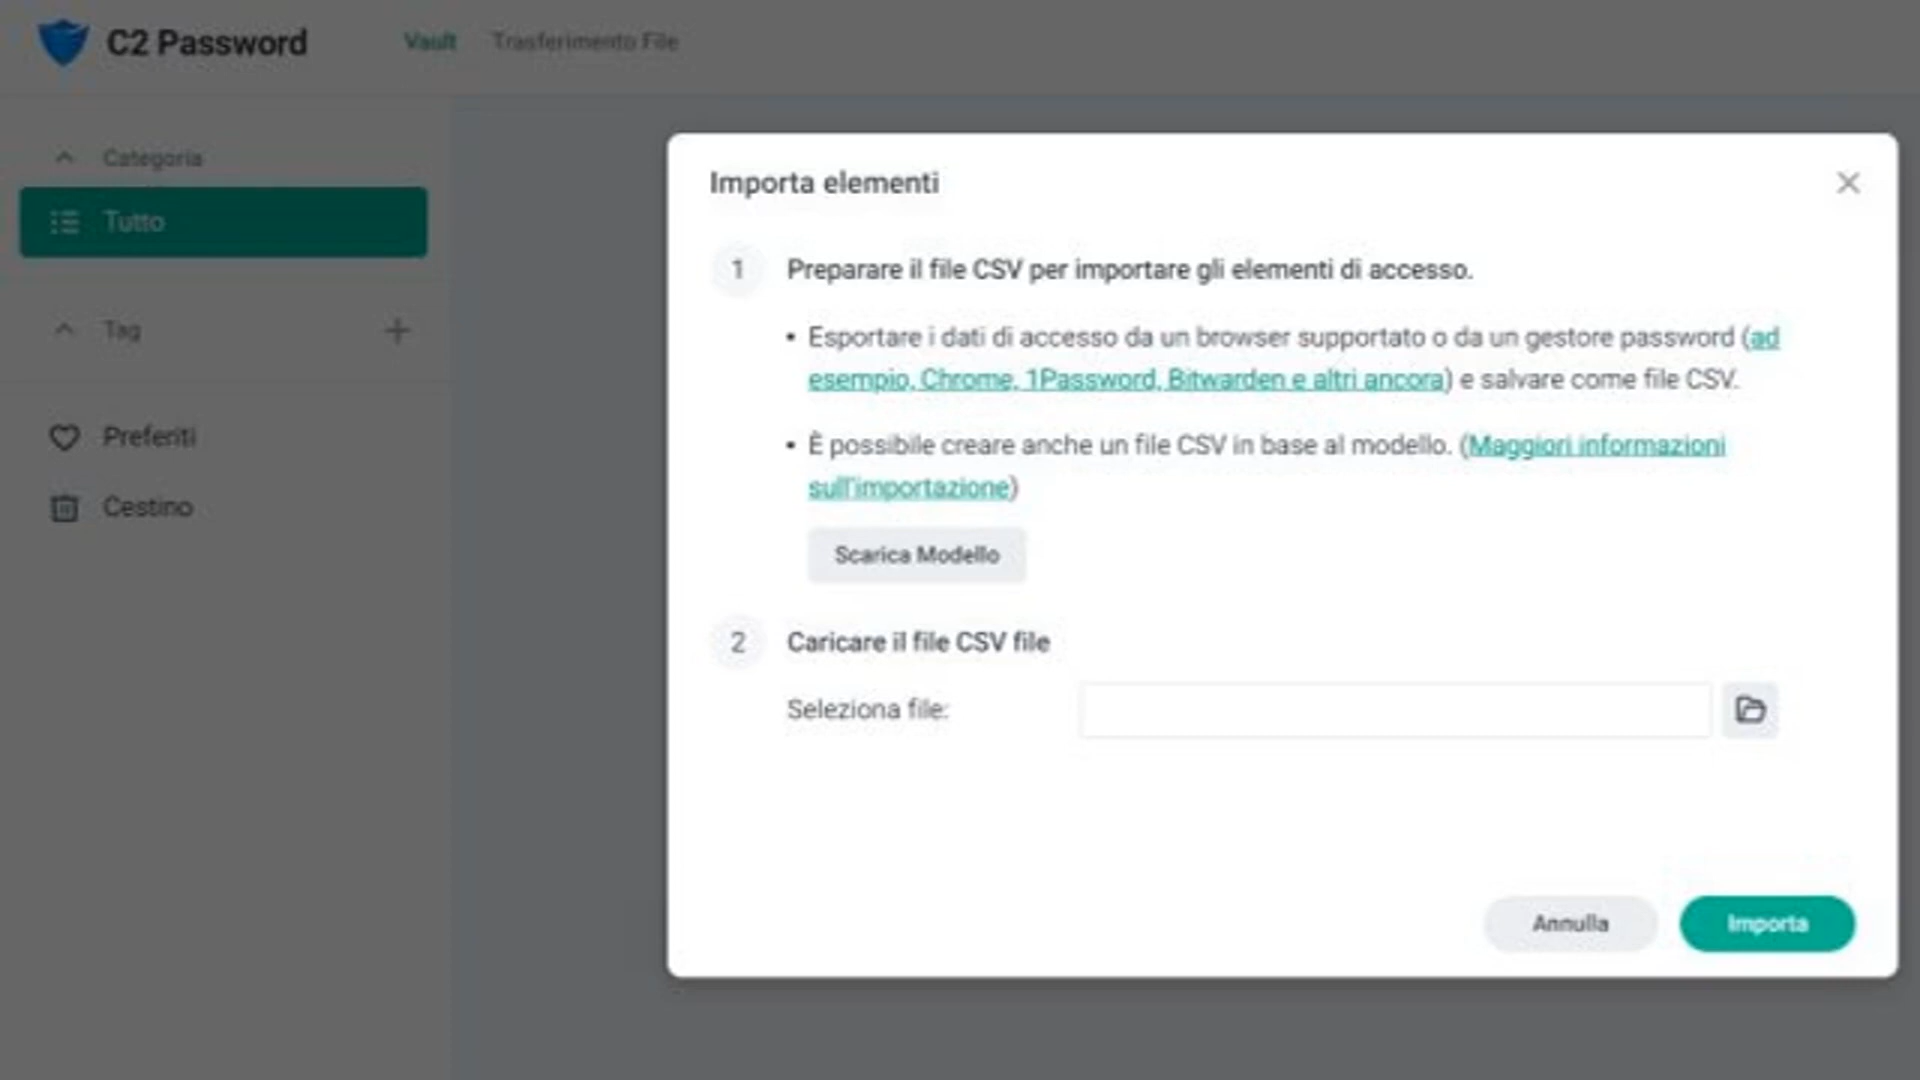 C2 Password
Vault
Trasferimento File
Categoria
Tutto
Tag
Preferiti
Cestino
Importa elementi
1
Preparare il file CSV per importare gli elementi di accesso.
• Esportare i dati di accesso da un browser supportato o da un gestore password (ad
esempio, Chrome, 1Password, Bitwarden e altri ancora) e salvare come file CSV.
• È possibile creare anche un file CSV in base al modello. (Maggiori informazioni
sull'importazione)
Scarica Modello
2
Caricare il file CSV file
Seleziona file:
Annulla
Importa